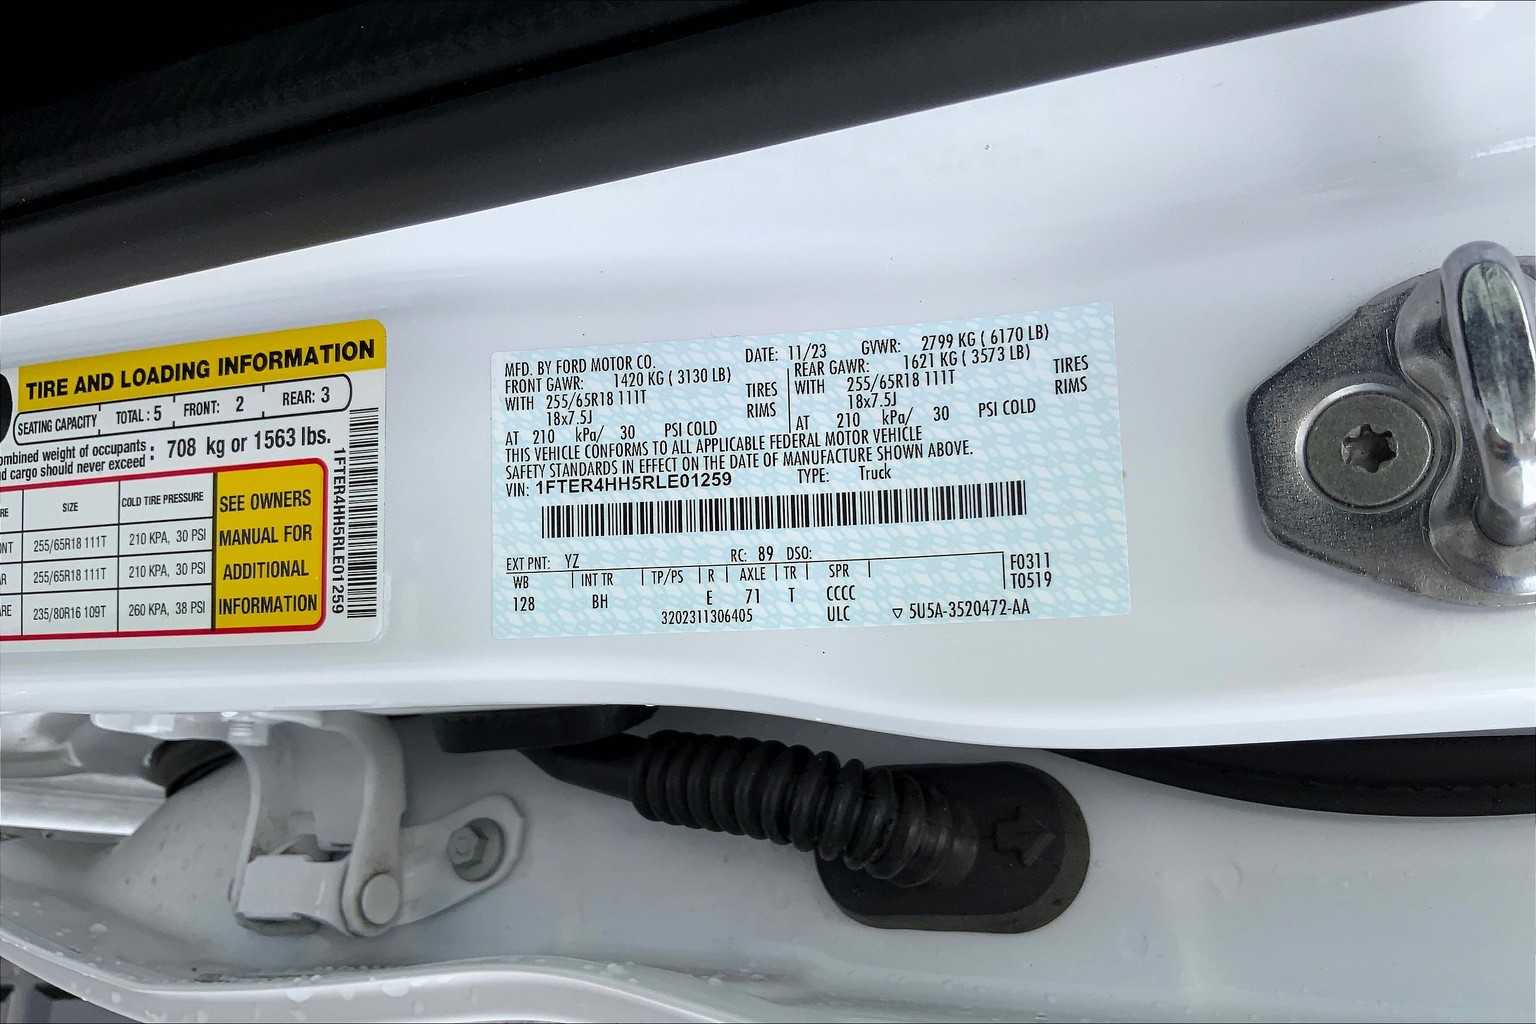 TIRE AND LOADING INFORMATION
SEATING CAPACITY TOTAL : 5 FRONT: 2 REAR: 3
ombined weight of occupants : 708 kg or 1563 lbs.
d cargo should never exceed
RE SIZE COLD TIRE PRESSURE
NT 255/65R18 111T 210 KPA, 30 PSI
AR 255/65R18 111T 210 KPA, 30 PSI
ARE 235/80R16 109T 260 KPA, 38 PSI
SEE OWNERS
MANUAL FOR
ADDITIONAL
INFORMATION
1FTER4HH5RLE01259
MFD. BY FORD MOTOR CO. DATE: 11/23 GVWR: 2799 KG ( 6170 LB)
FRONT GAWR: 1420 KG ( 3130 LB) REAR GAWR: 1621 KG ( 3573 LB)
WITH 255/65R18 111T TIRES WITH 255/65R18 111T TIRES
18x7.5J RIMS 18x7.5J RIMS
AT 210 kPa/ 30 PSI COLD AT 210 kPa/ 30 PSI COLD
THIS VEHICLE CONFORMS TO ALL APPLICABLE FEDERAL MOTOR VEHICLE
SAFETY STANDARDS IN EFFECT ON THE DATE OF MANUFACTURE SHOWN ABOVE.
VIN: 1FTER4HH5RLE01259 TYPE: Truck
EXT PNT: YZ RC: 89 DSO: F0311
WB INT TR TP/PS R AXLE TR SPR T0519
128 BH E 71 T CCCC
3202311306405 ULC ▽ 5U5A-3520472-AA